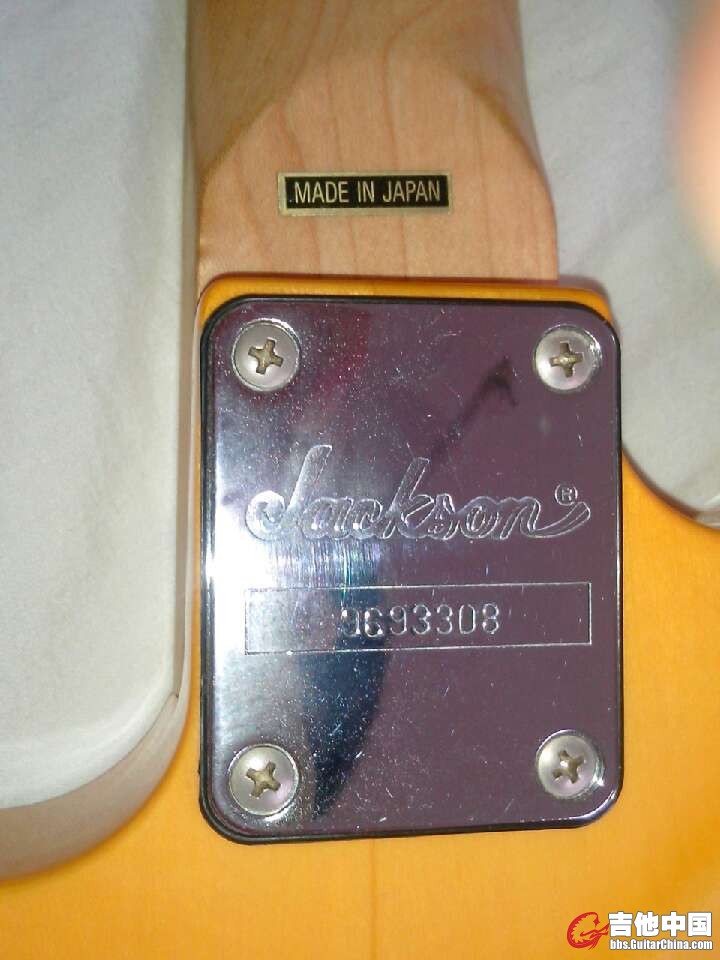 MADE IN JAPAN
Jackson®
9693308
吉他中国
bbs.GuitarChina.com